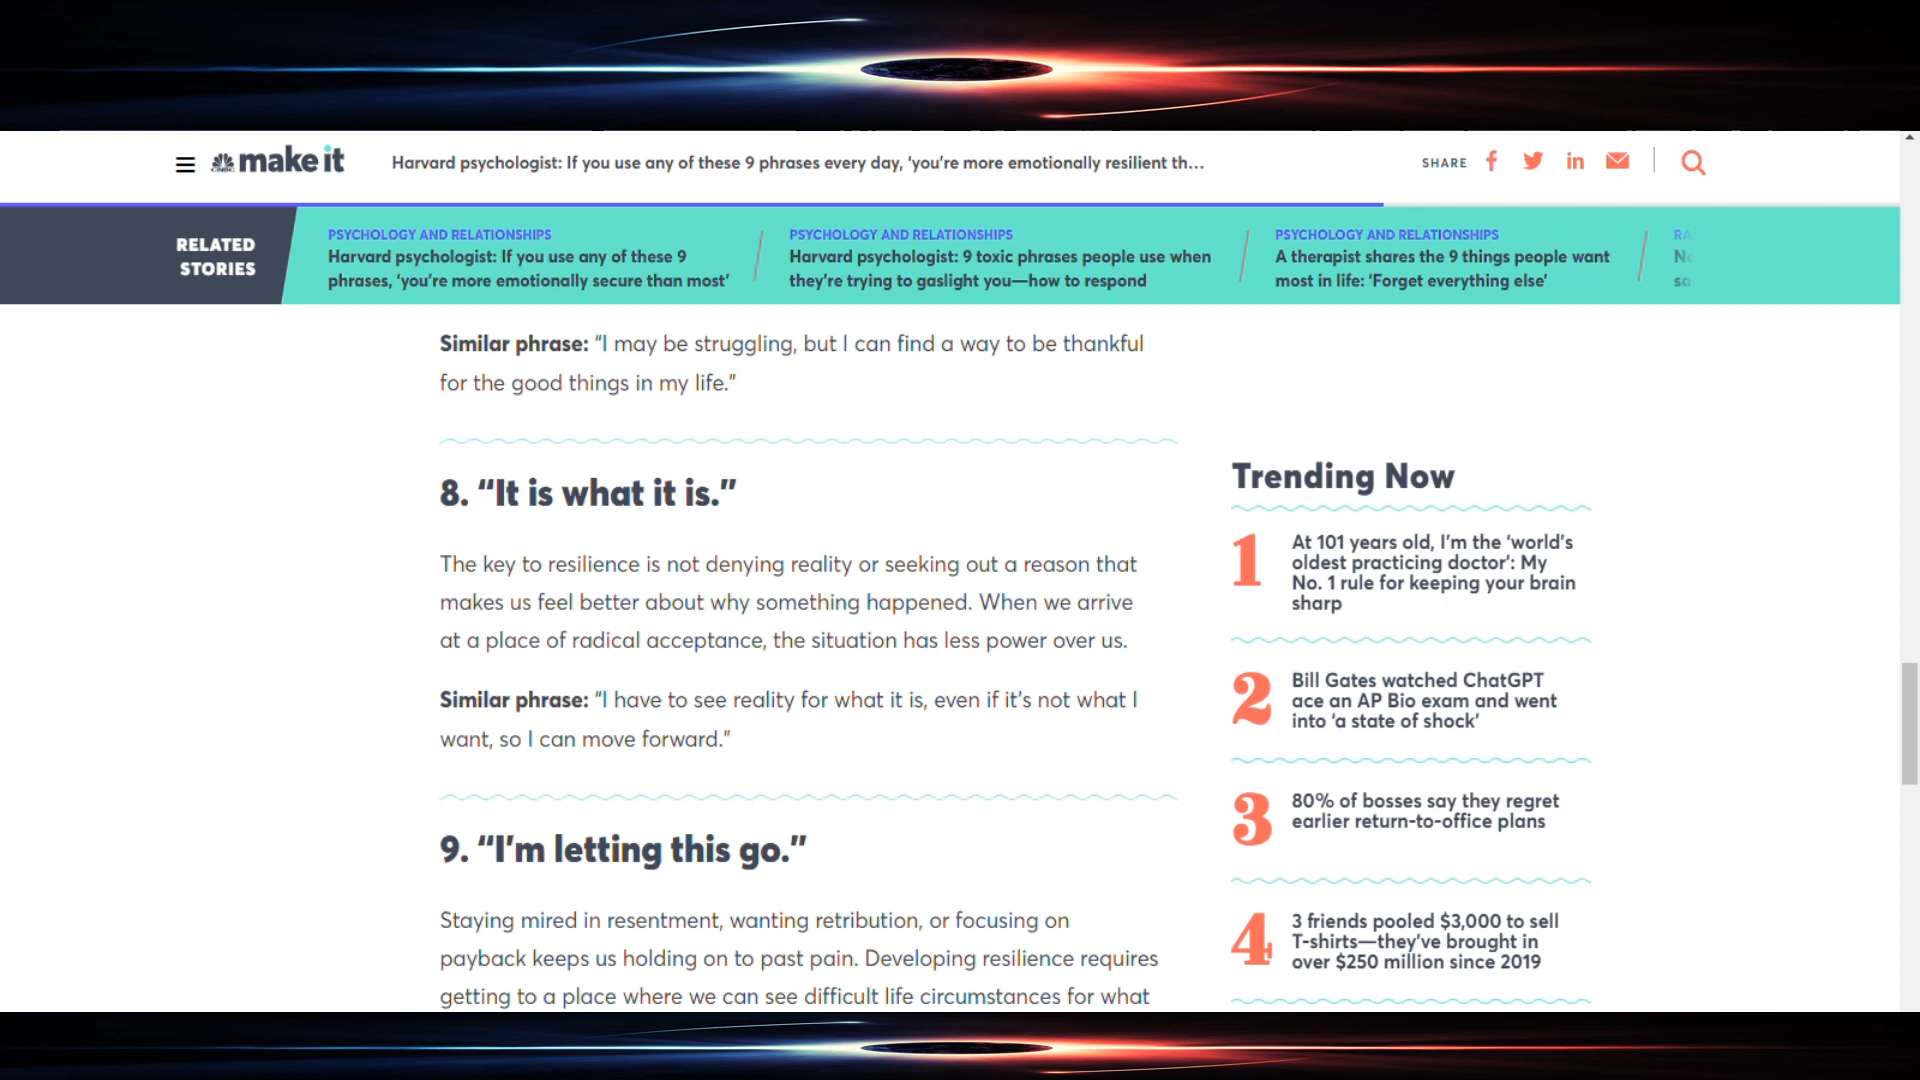 make it
Harvard psychologist: If you use any of these 9 phrases every day, ‘you’re more emotionally resilient th…
SHARE
RELATED
STORIES
PSYCHOLOGY AND RELATIONSHIPS
Harvard psychologist: If you use any of these 9
phrases, ‘you’re more emotionally secure than most’
PSYCHOLOGY AND RELATIONSHIPS
Harvard psychologist: 9 toxic phrases people use when
they’re trying to gaslight you—how to respond
PSYCHOLOGY AND RELATIONSHIPS
A therapist shares the 9 things people want
most in life: ‘Forget everything else’
Similar phrase: “I may be struggling, but I can find a way to be thankful
for the good things in my life.”
8. “It is what it is.”
The key to resilience is not denying reality or seeking out a reason that
makes us feel better about why something happened. When we arrive
at a place of radical acceptance, the situation has less power over us.
Similar phrase: “I have to see reality for what it is, even if it’s not what I
want, so I can move forward.”
9. “I’m letting this go.”
Staying mired in resentment, wanting retribution, or focusing on
payback keeps us holding on to past pain. Developing resilience requires
getting to a place where we can see difficult life circumstances for what
Trending Now
1
At 101 years old, I’m the ‘world’s
oldest practicing doctor’: My
No. 1 rule for keeping your brain
sharp
2
Bill Gates watched ChatGPT
ace an AP Bio exam and went
into ‘a state of shock’
3
80% of bosses say they regret
earlier return-to-office plans
4
3 friends pooled $3,000 to sell
T-shirts—they’ve brought in
over $250 million since 2019